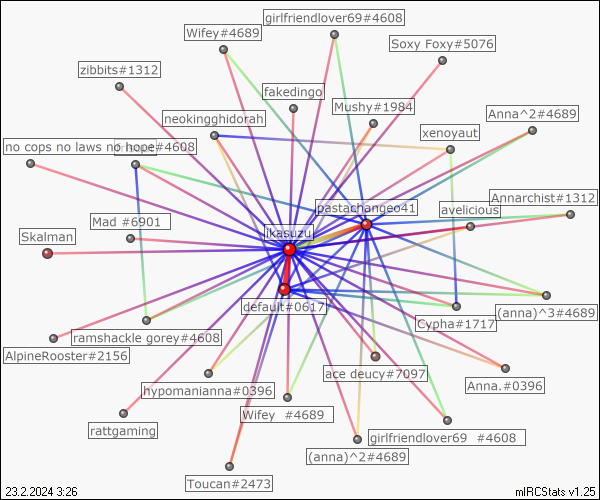 girlfriendlover69#4608
Wifey#4689
Soxy Foxy#5076
zibbits#1312
fakedingo
Mushy#1984
Anna^2#4689
neokingghidorah
xenoyaut
no cops no laws no
#4608
Annarchist#1312
pastachangeo41
avelicious
Mad #6901
ikasuzu
Skalman
default#0617
(anna)^3#4689
Cypha#1717
ramshackle gorey#4608
AlpineRooster#2156
ace deucy#7097
hypomanianna#0396
Anna.#0396
Wifey #4689
rattgaming
girlfriendlover69 #4608
(anna)^2#4689
Toucan#2473
23.2.2024 3:26
mIRCStats v1.25